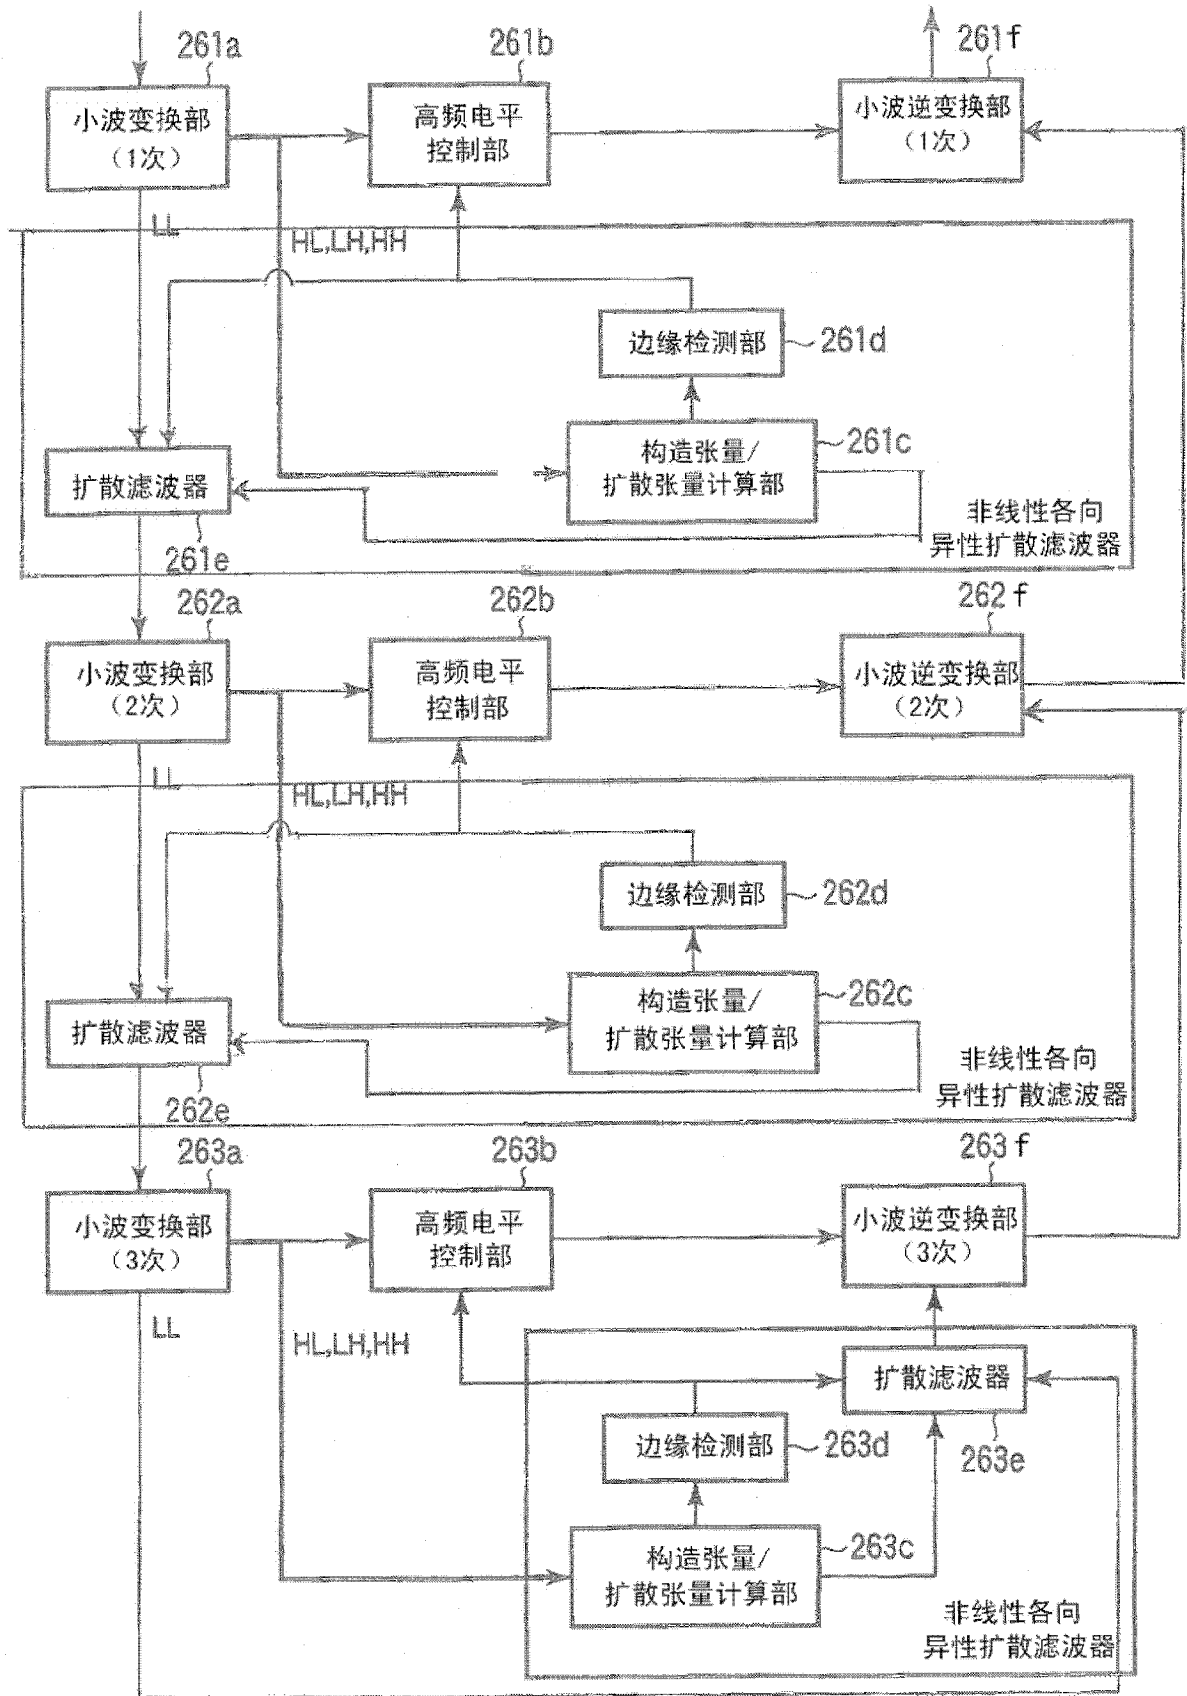 261a
261b
261f
小波变换部
（1次）
高频电平
控制部
小波逆变换部
（1次）
LL
HL,LH,HH
边缘检测部
261d
构造张量/
扩散张量计算部
261c
扩散滤波器
261e
非线性各向
异性扩散滤波器
262a
262b
262f
小波变换部
（2次）
高频电平
控制部
小波逆变换部
（2次）
LL
HL,LH,HH
边缘检测部
262d
构造张量/
扩散张量计算部
262c
扩散滤波器
262e
非线性各向
异性扩散滤波器
263a
263b
263f
小波变换部
（3次）
高频电平
控制部
小波逆变换部
（3次）
LL
HL,LH,HH
扩散滤波器
263e
边缘检测部
263d
构造张量/
扩散张量计算部
263c
非线性各向
异性扩散滤波器